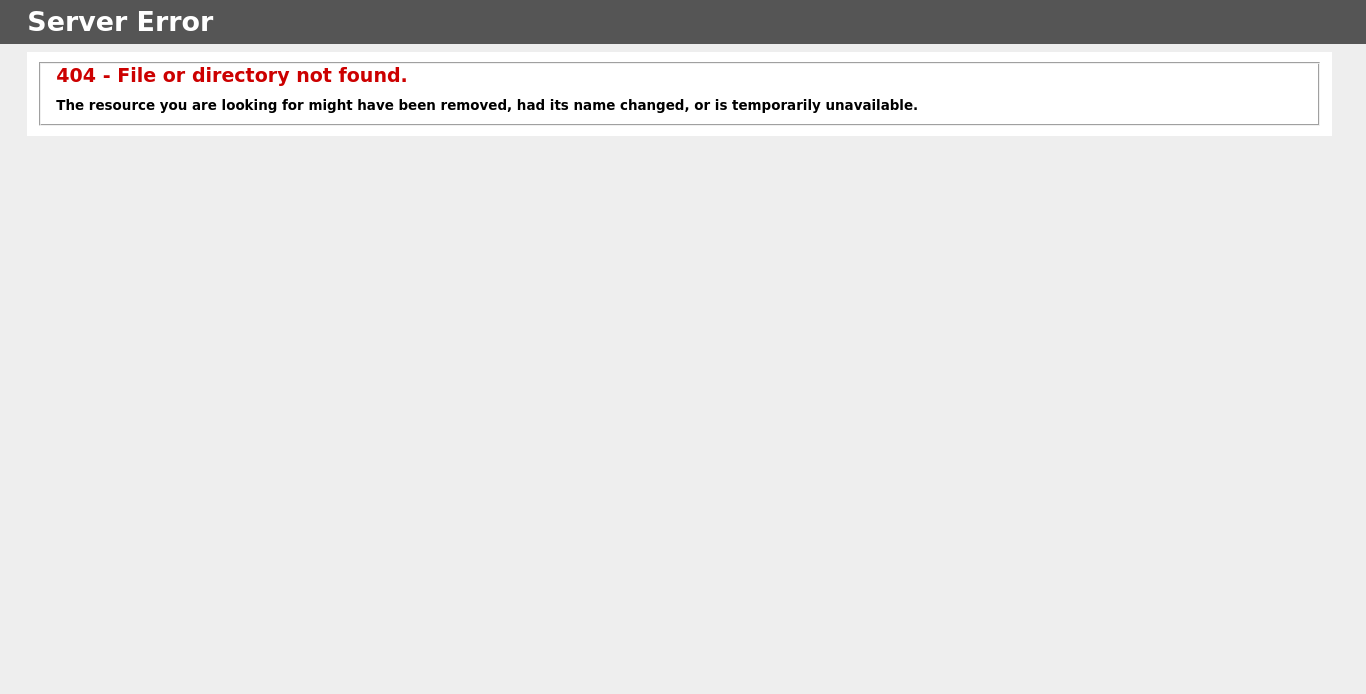 Server Error
404 - File or directory not found.
The resource you are looking for might have been removed, had its name changed, or is temporarily unavailable.